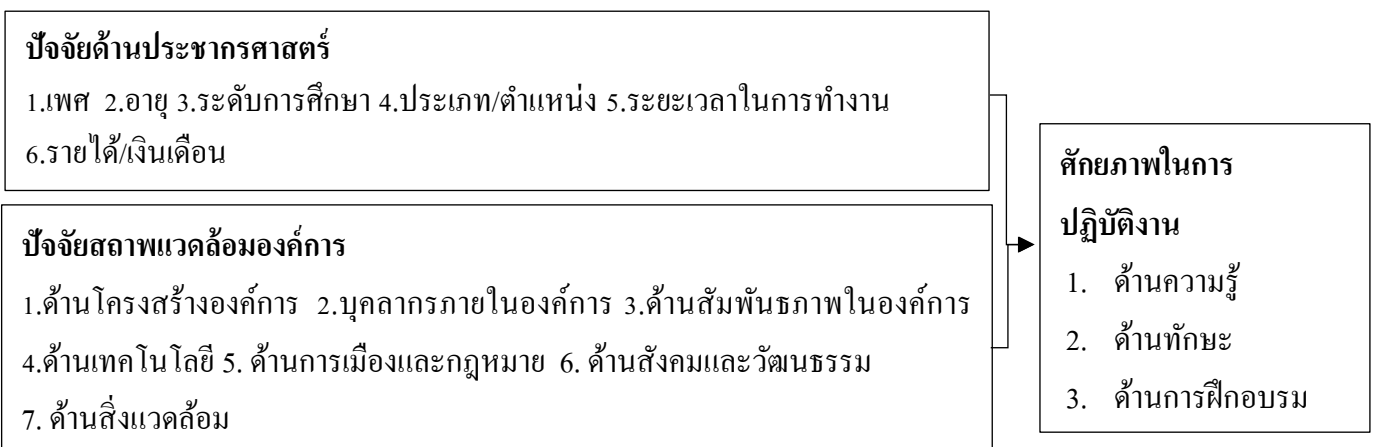 ปัจจัยด้านประชากรศาสตร์
1.เพศ 2.อายุ 3.ระดับการศึกษา 4.ประเภท/ตำแหน่ง 5.ระยะเวลาในการทำงาน
6.รายได้/เงินเดือน
ปัจจัยสถาพแวดล้อมองค์การ
1.ด้านโครงสร้างองค์การ 2.บุคลากรภายในองค์การ 3.ด้านสัมพันธภาพในองค์การ
4.ด้านเทคโนโลยี 5. ด้านการเมืองและกฎหมาย 6. ด้านสังคมและวัฒนธรรม
7. ด้านสิ่งแวดล้อม
ศักยภาพในการ
ปฏิบัติงาน
1. ด้านความรู้
2. ด้านทักษะ
3. ด้านการฝึกอบรม